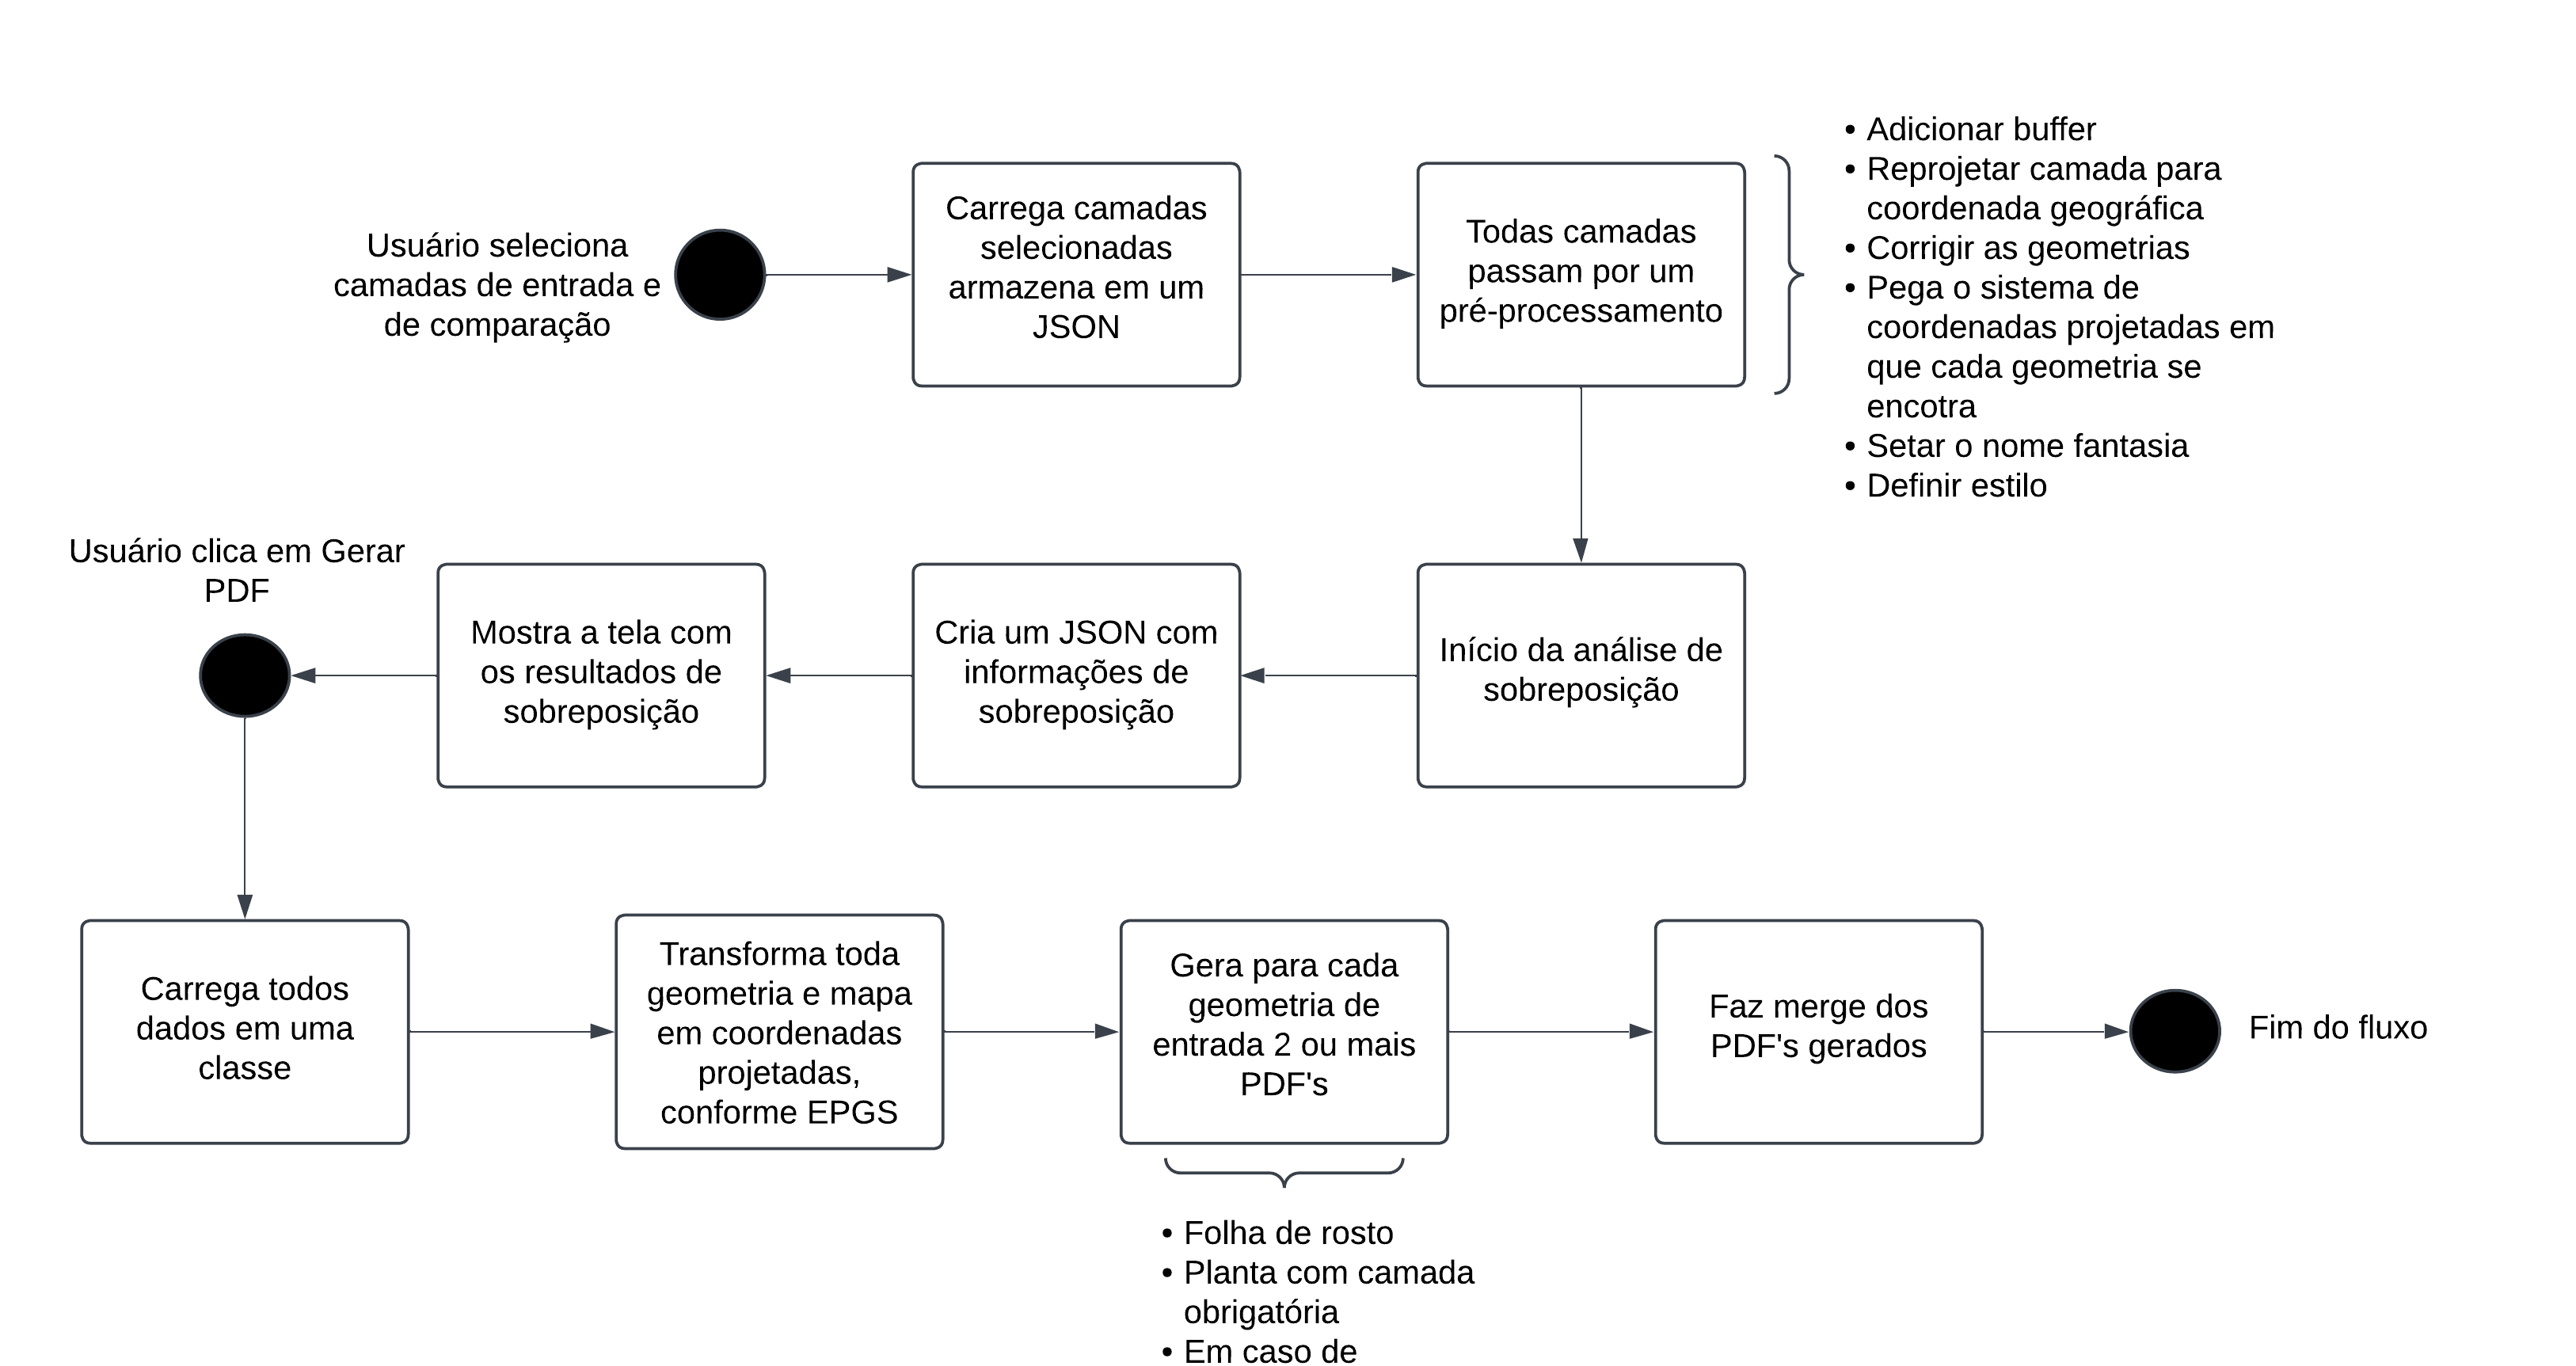 Usuário seleciona
camadas de entrada e
de comparação
Carrega camadas
selecionadas
armazena em um
JSON
Todas camadas
passam por um
pré-processamento
• Adicionar buffer
• Reprojetar camada para
coordenada geográfica
• Corrigir as geometrias
• Pega o sistema de
coordenadas projetadas em
que cada geometria se
encotra
• Setar o nome fantasia
• Definir estilo
Início da análise de
sobreposição
Cria um JSON com
informações de
sobreposição
Mostra a tela com
os resultados de
sobreposição
Usuário clica em Gerar
PDF
Carrega todos
dados em uma
classe
Transforma toda
geometria e mapa
em coordenadas
projetadas,
conforme EPGS
Gera para cada
geometria de
entrada 2 ou mais
PDF's
• Folha de rosto
• Planta com camada
obrigatória
• Em caso de
Faz merge dos
PDF's gerados
Fim do fluxo